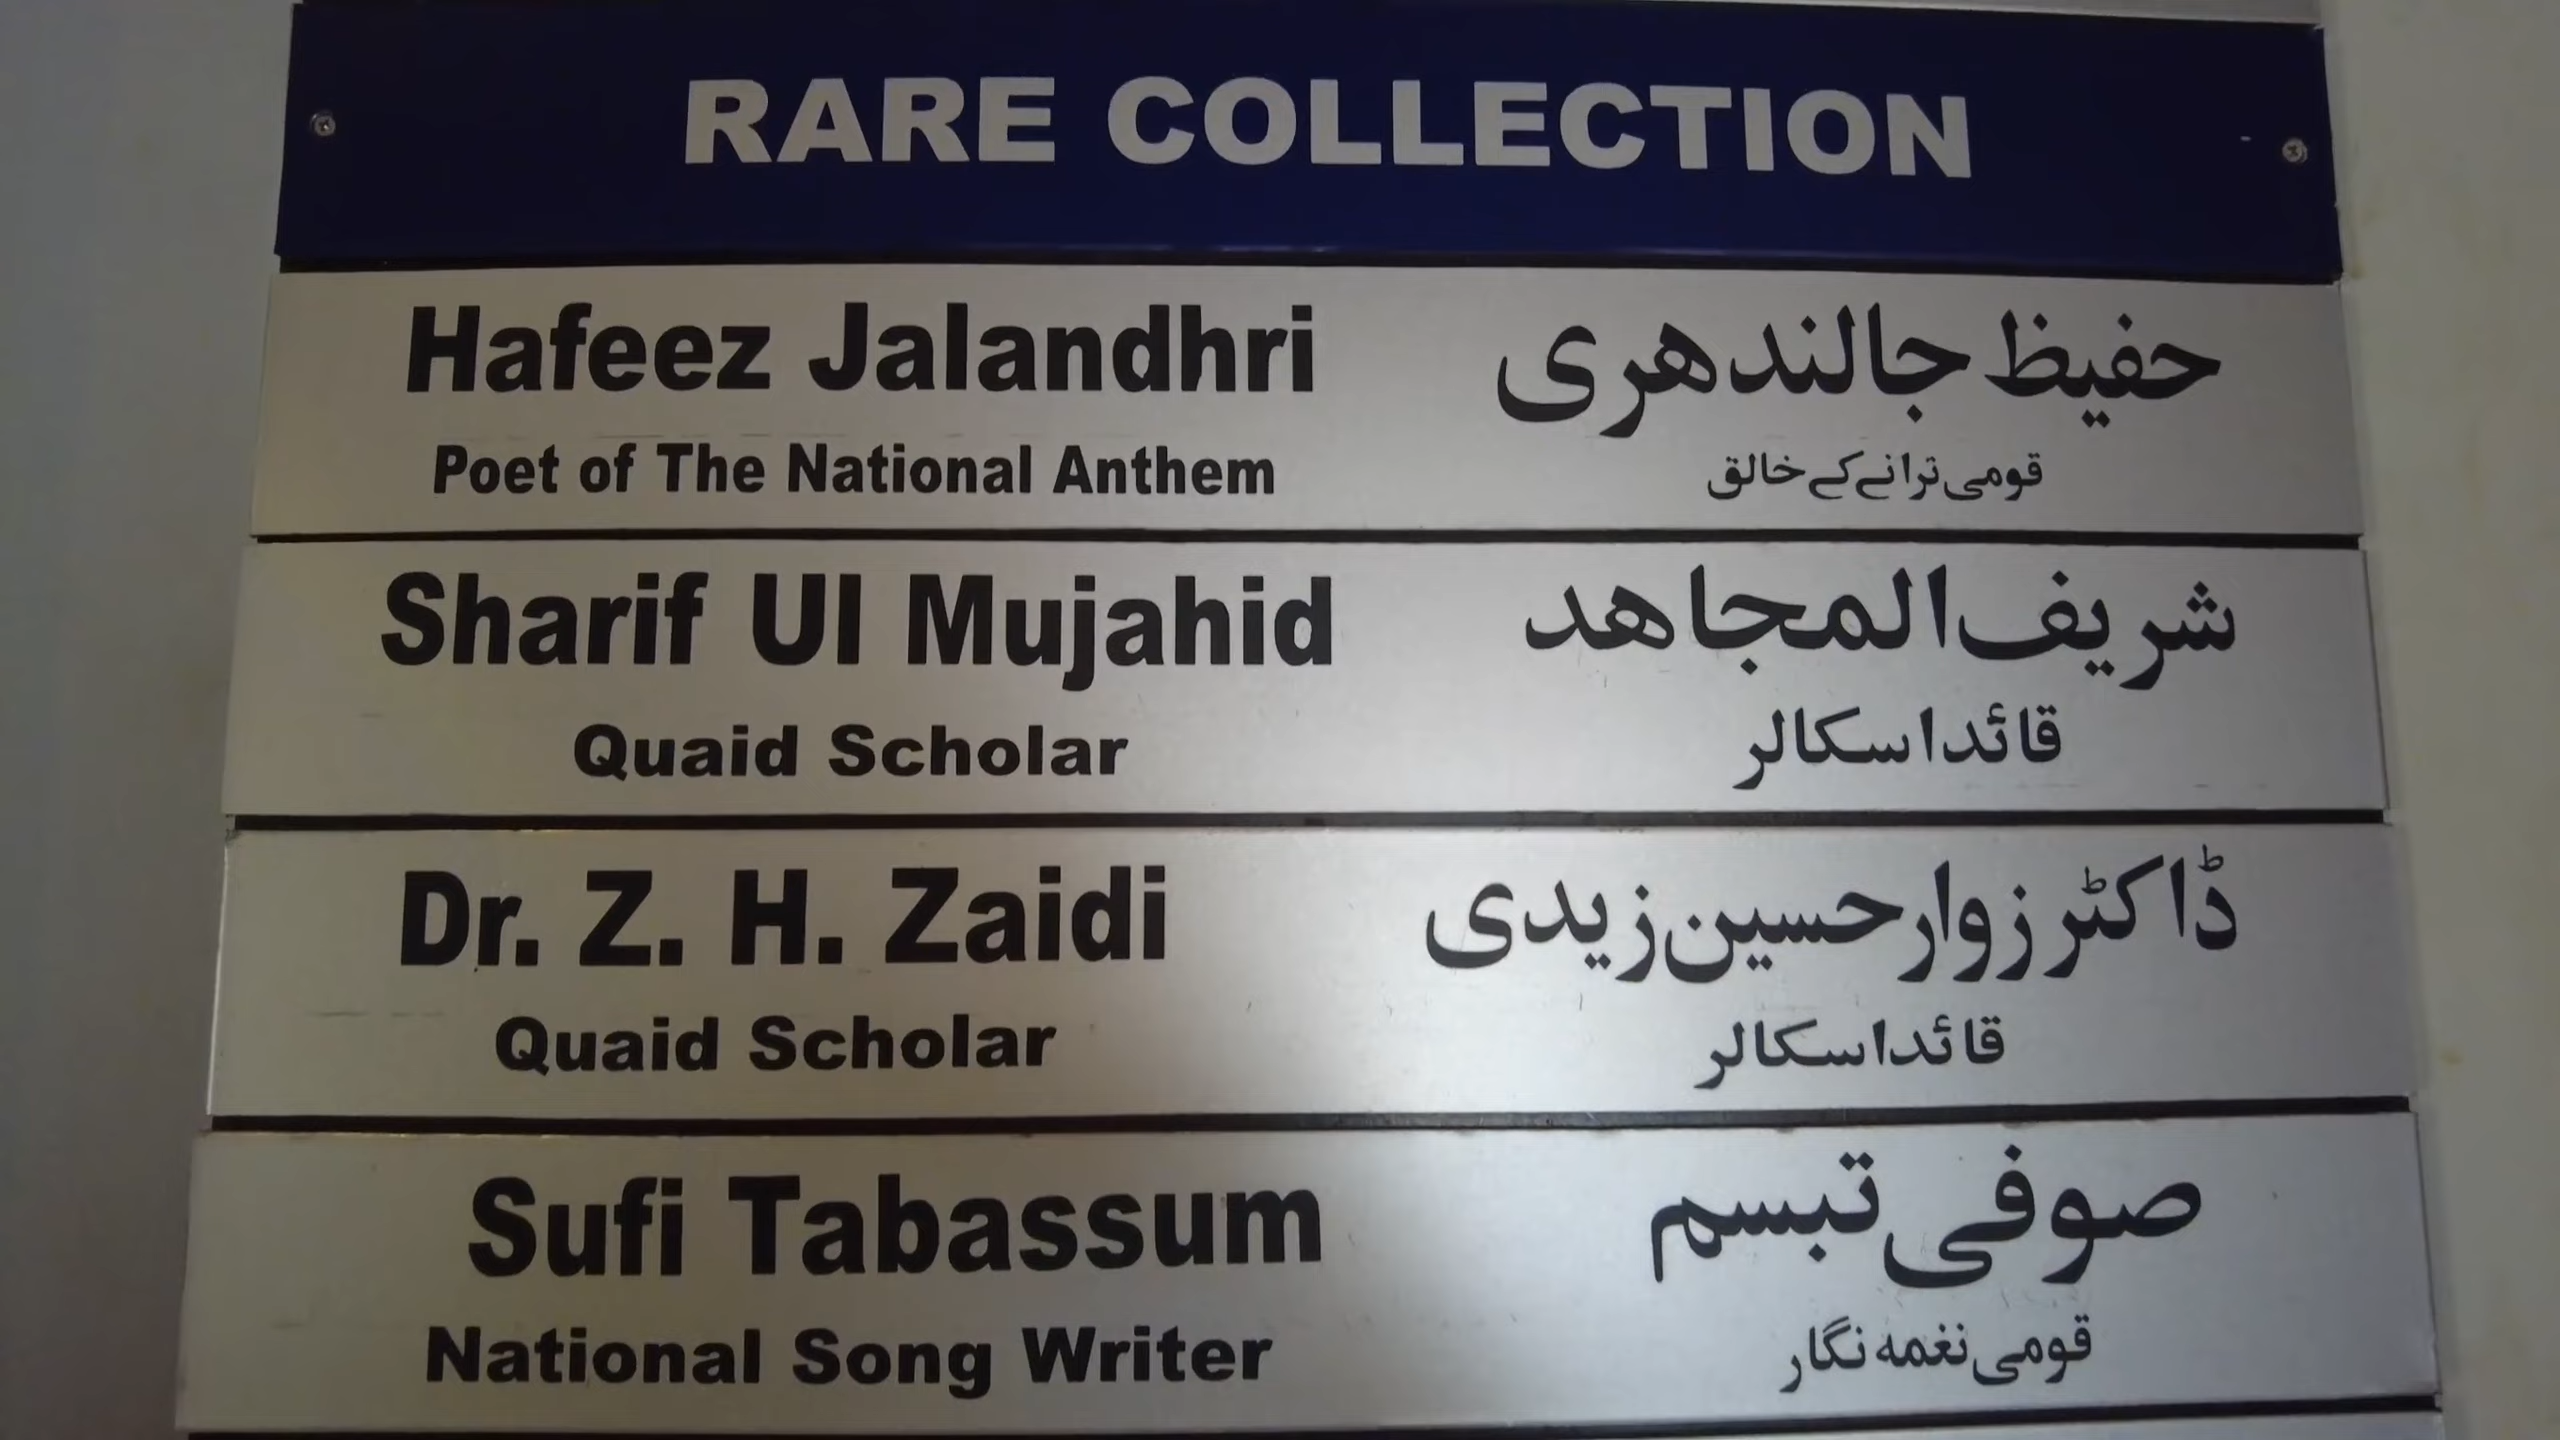 RARE COLLECTION
Hafeez Jalandhri
حفیظ جالندھری
Poet of The National Anthem
قومی ترانے کے خالق
Sharif Ul Mujahid
شریف المجاھد
Quaid Scholar
قائد اسکالر
Dr. Z. H. Zaidi
ڈاکٹر زوار حسین زیدی
Quaid Scholar
قائد اسکالر
Sufi Tabassum
صوفی تبسم
National Song Writer
قومی نغمہ نگار